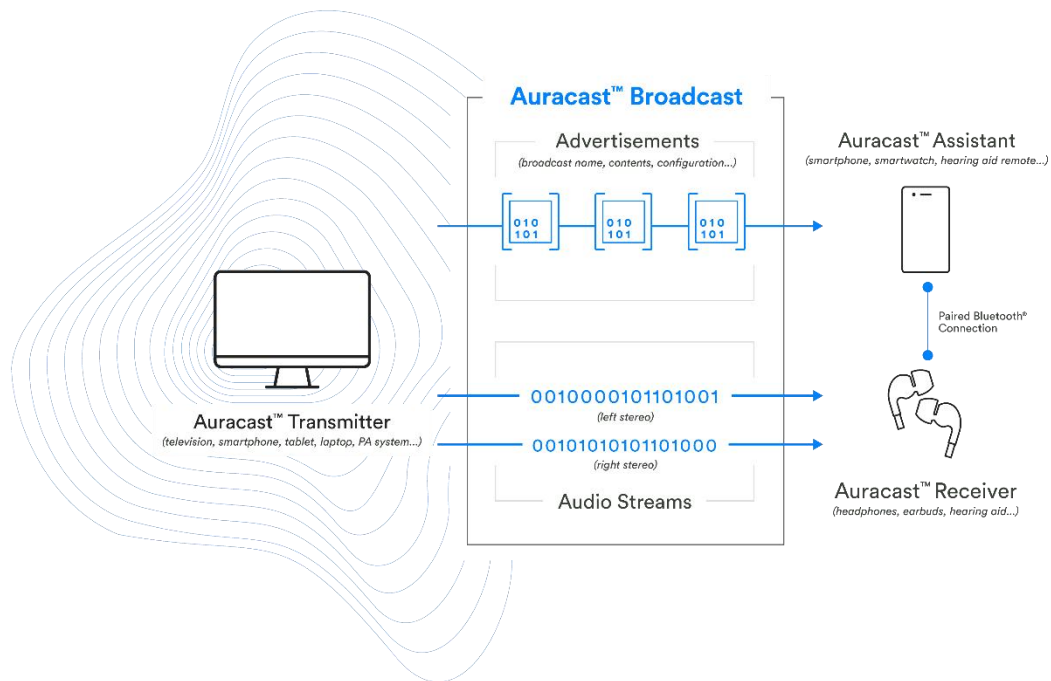 Auracast™ Broadcast
Advertisements
(broadcast name, contents, configuration...)
010
101
010
101
010
101
Auracast™ Assistant
(smartphone, smartwatch, hearing aid remote...)
Paired Bluetooth®
Connection
Auracast™ Transmitter
(television, smartphone, tablet, laptop, PA system...)
0010000101101001
(left stereo)
00101010101101000
(right stereo)
Audio Streams
Auracast™ Receiver
(headphones, earbuds, hearing aid...)